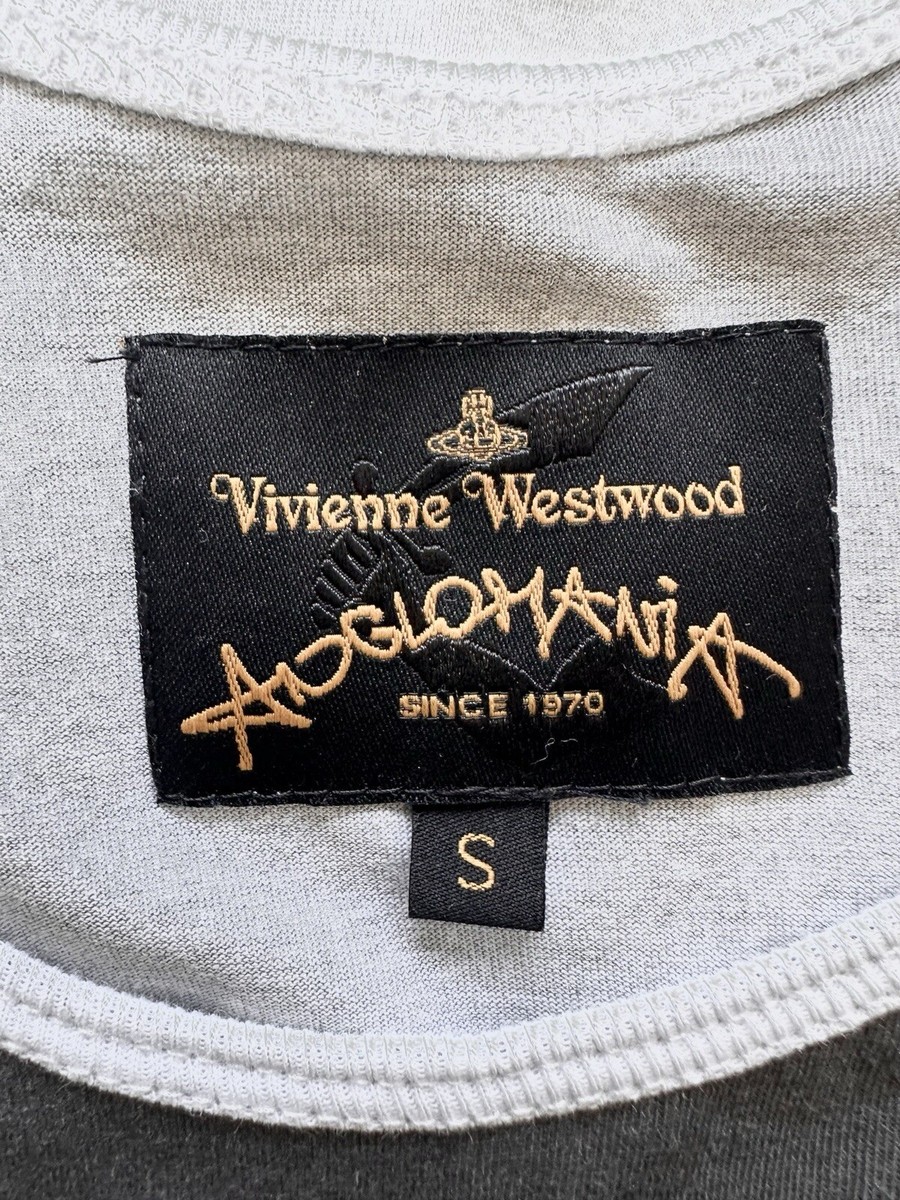 Vivienne Westwood
ANGLOMANiA
SINCE 1970
S